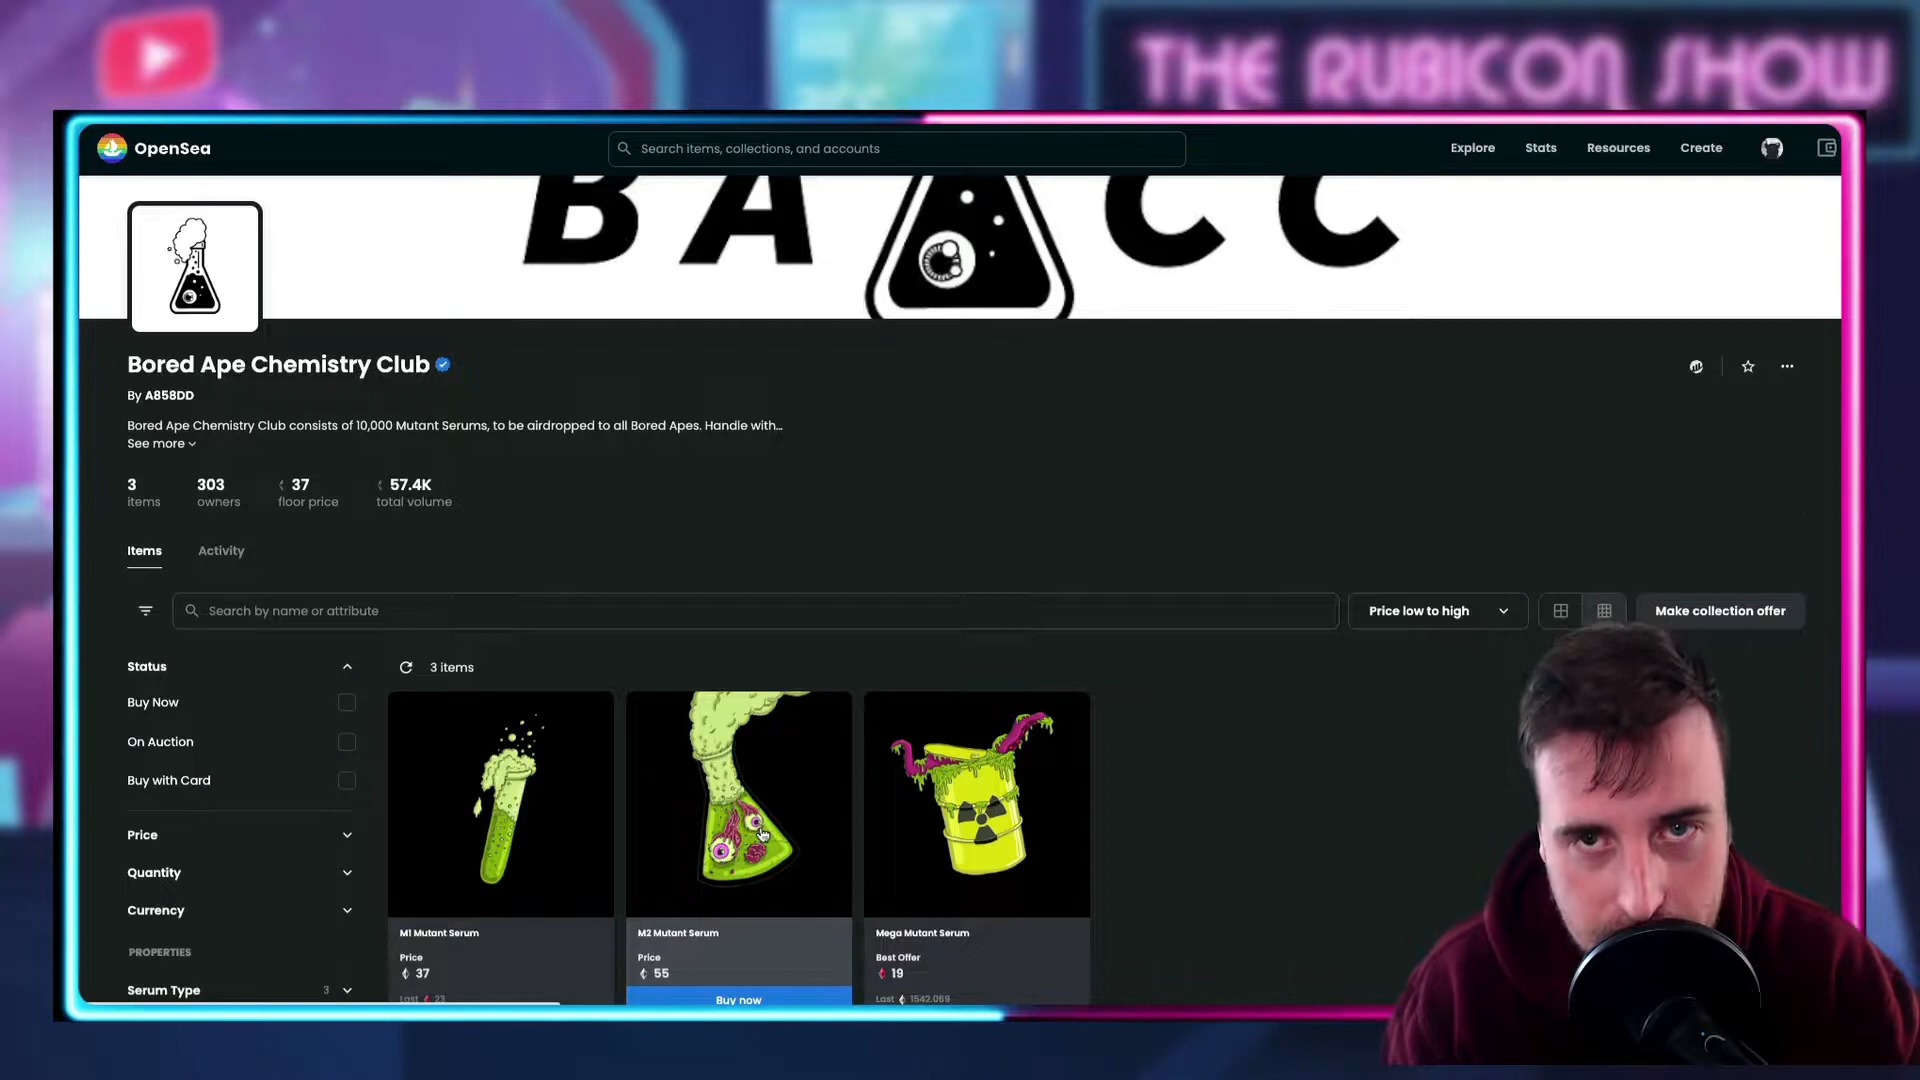 THE RUBICON SHOW
OpenSea
Search items, collections, and accounts
Explore
Stats
Resources
Create
BA CC
Bored Ape Chemistry Club
By A858DD
Bored Ape Chemistry Club consists of 10,000 Mutant Serums, to be airdropped to all Bored Apes. Handle with...
See more
3
items
303
owners
37
floor price
57.4K
total volume
Items
Activity
Search by name or attribute
Price low to high
Make collection offer
Status
3 items
Buy Now
On Auction
Buy with Card
Price
Quantity
Currency
PROPERTIES
Serum Type
3
M1 Mutant Serum
Price
37
Last 23
M2 Mutant Serum
Price
55
Buy now
Mega Mutant Serum
Best Offer
19
Last 1542.069